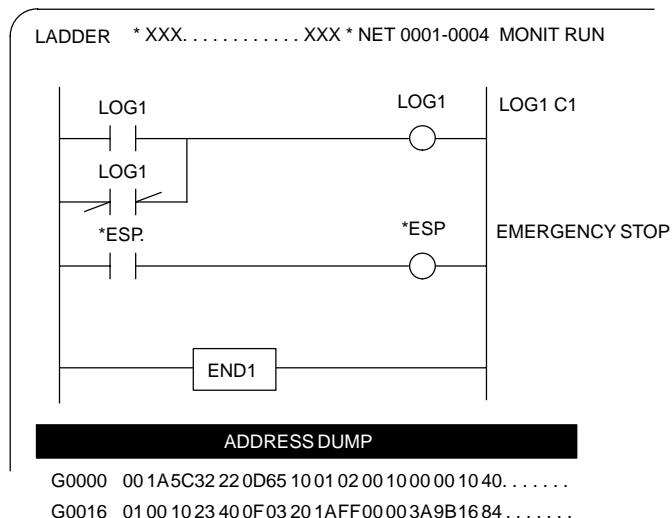 LADDER * XXX............XXX * NET 0001-0004 MONIT RUN
LOG1 LOG1 LOG1 C1
LOG1
*ESP. *ESP EMERGENCY STOP
END1
ADDRESS DUMP
G0000 00 1A 5C 32 22 0D 65 10 01 02 00 10 00 00 10 40.......
G0016 01 00 10 23 40 0F 03 20 1A FF 00 00 3A 9B 16 84.......